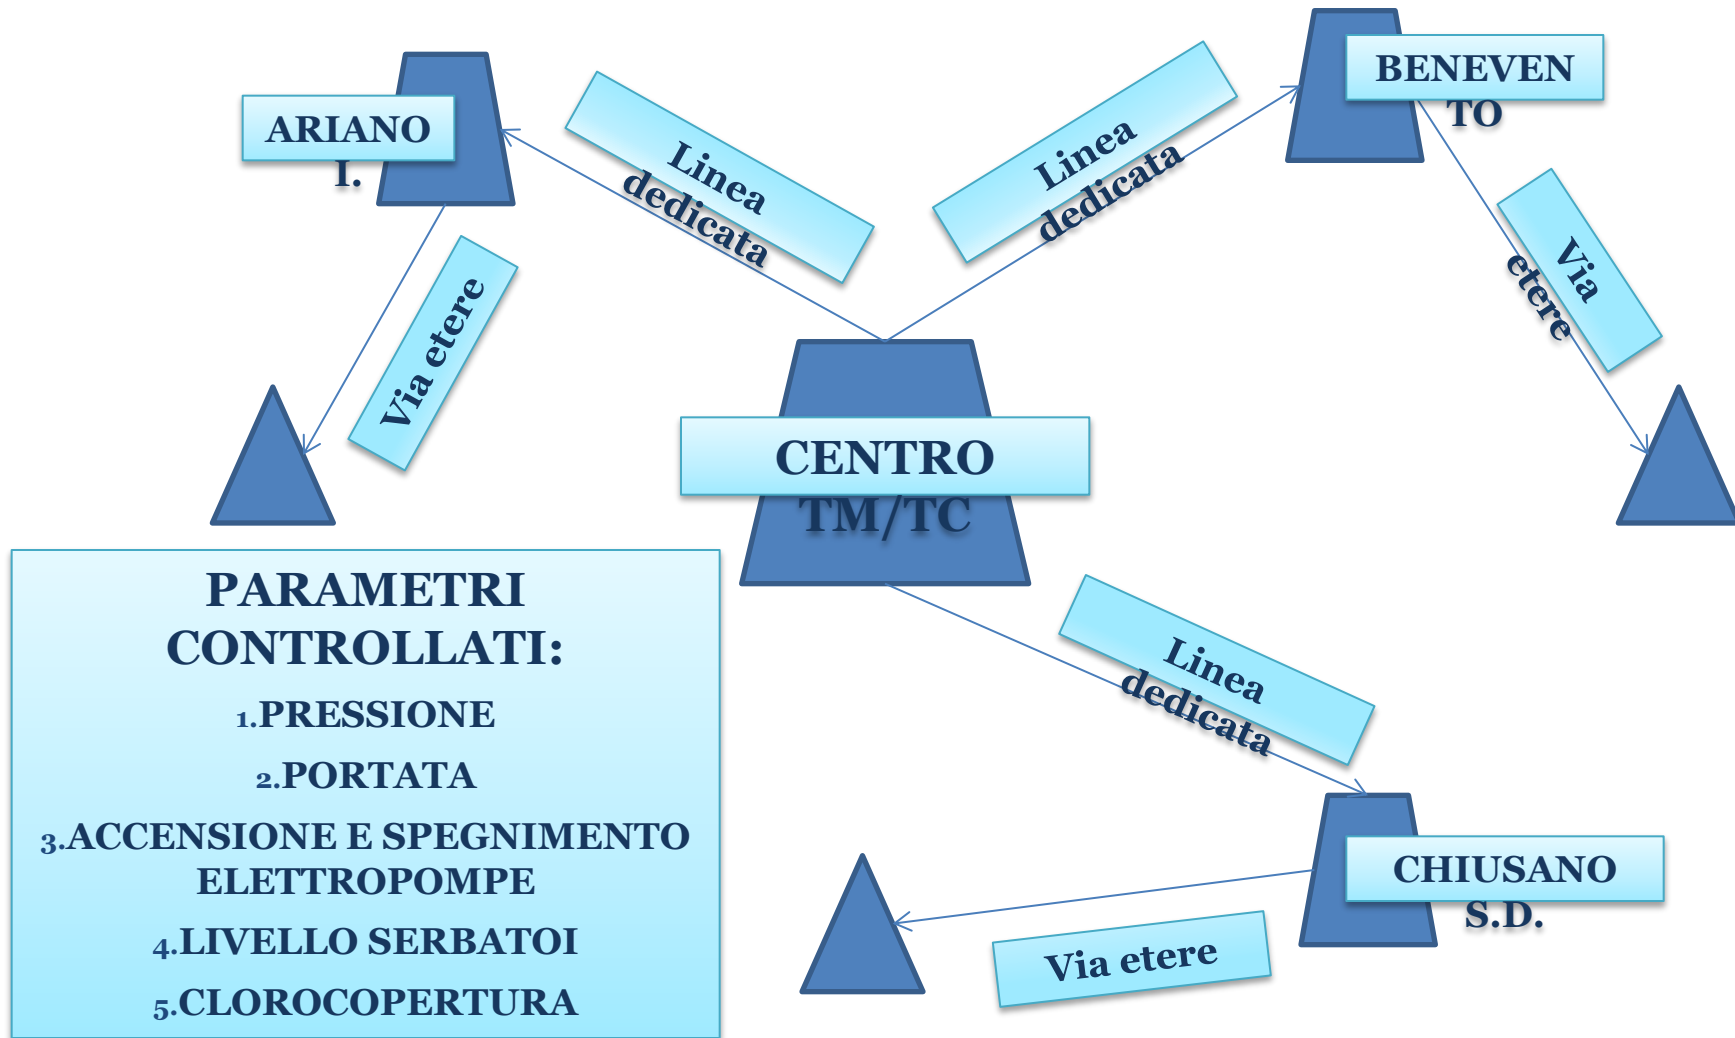 BENEVEN
TO
ARIANO
I.
Linea
dedicata
Linea
dedicata
Via
etere
Via etere
CENTRO
TM/TC
PARAMETRI
CONTROLLATI:
1.PRESSIONE
2.PORTATA
3.ACCENSIONE E SPEGNIMENTO
ELETTROPOMPE
4.LIVELLO SERBATOI
5.CLOROCOPERTURA
Linea
dedicata
CHIUSANO
S.D.
Via etere